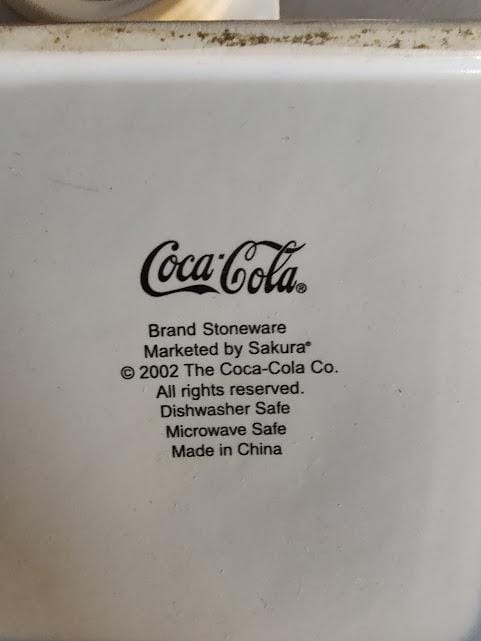 Coca-Cola®
Brand Stoneware
Marketed by Sakura®
© 2002 The Coca-Cola Co.
All rights reserved.
Dishwasher Safe
Microwave Safe
Made in China